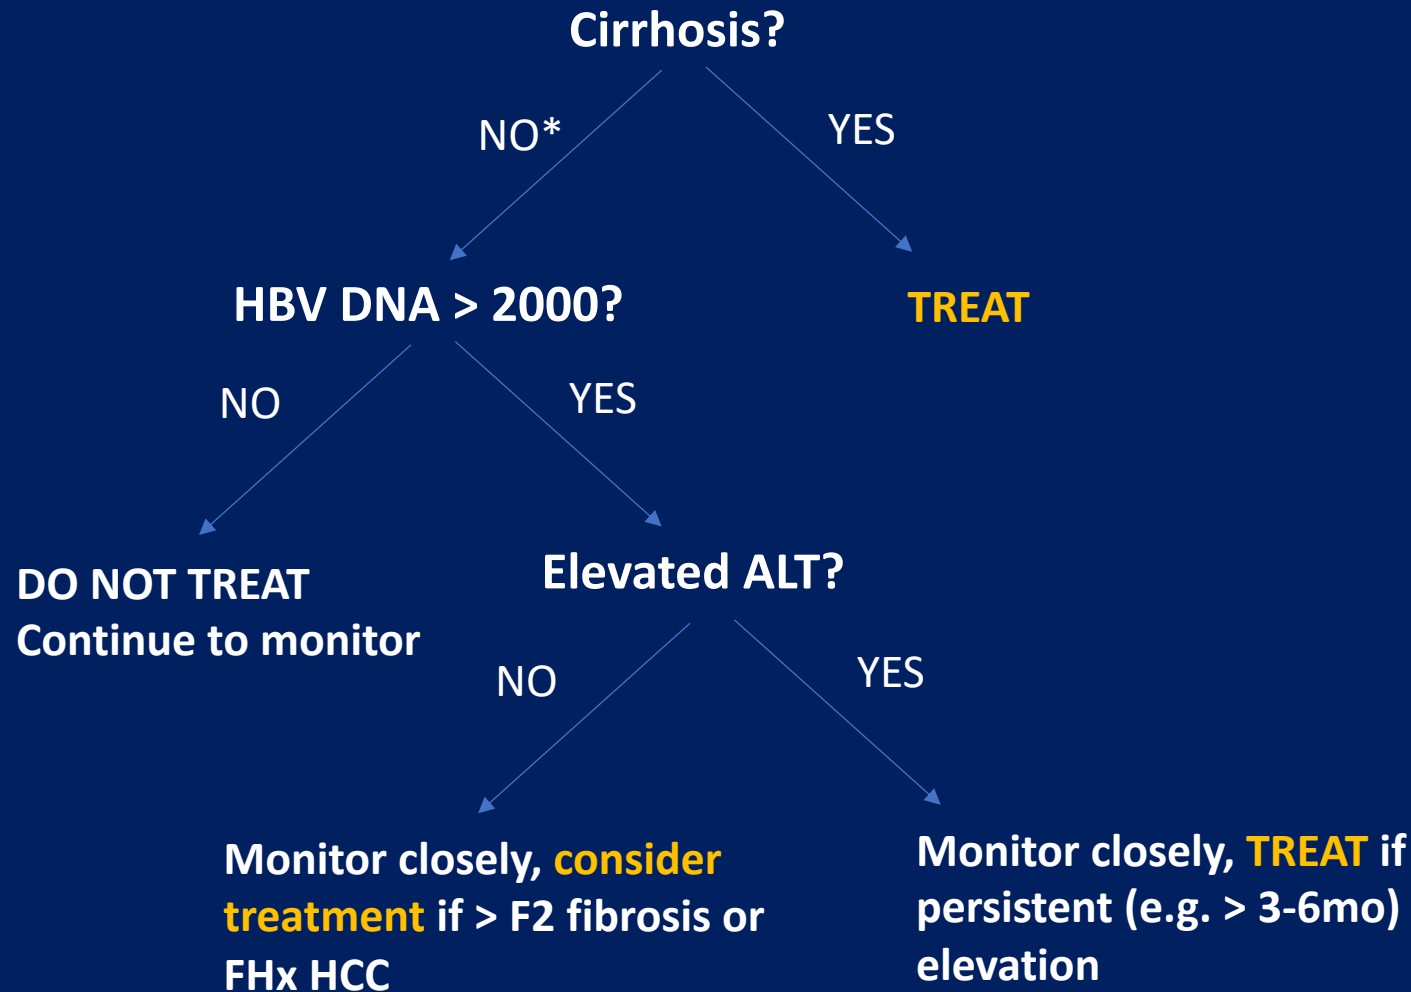 Cirrhosis?
NO*
YES
HBV DNA > 2000?
TREAT
NO
YES
DO NOT TREAT
Continue to monitor
Elevated ALT?
NO
YES
Monitor closely, consider
treatment if > F2 fibrosis or
FHx HCC
Monitor closely, TREAT if
persistent (e.g. > 3-6mo)
elevation